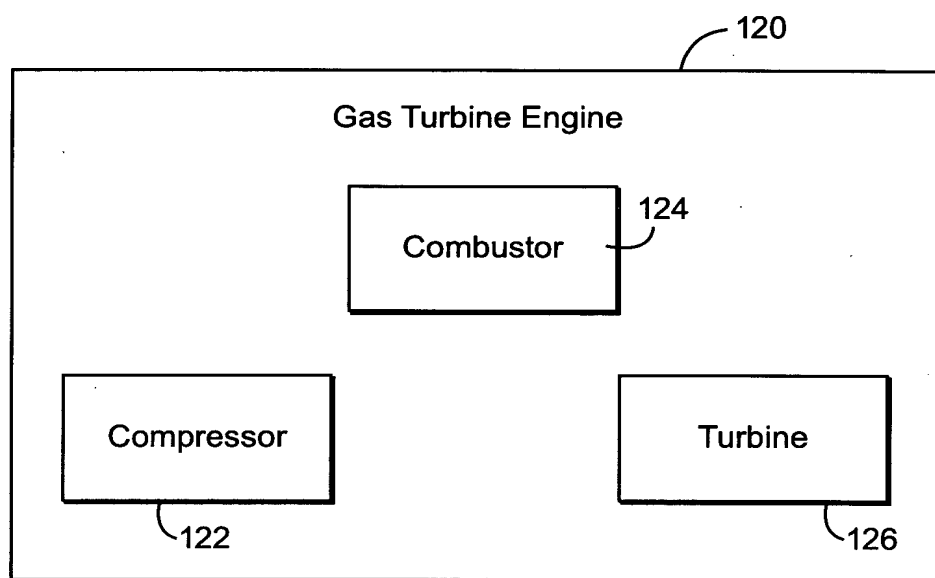 120
Gas Turbine Engine
124
Combustor
Compressor
Turbine
122
126